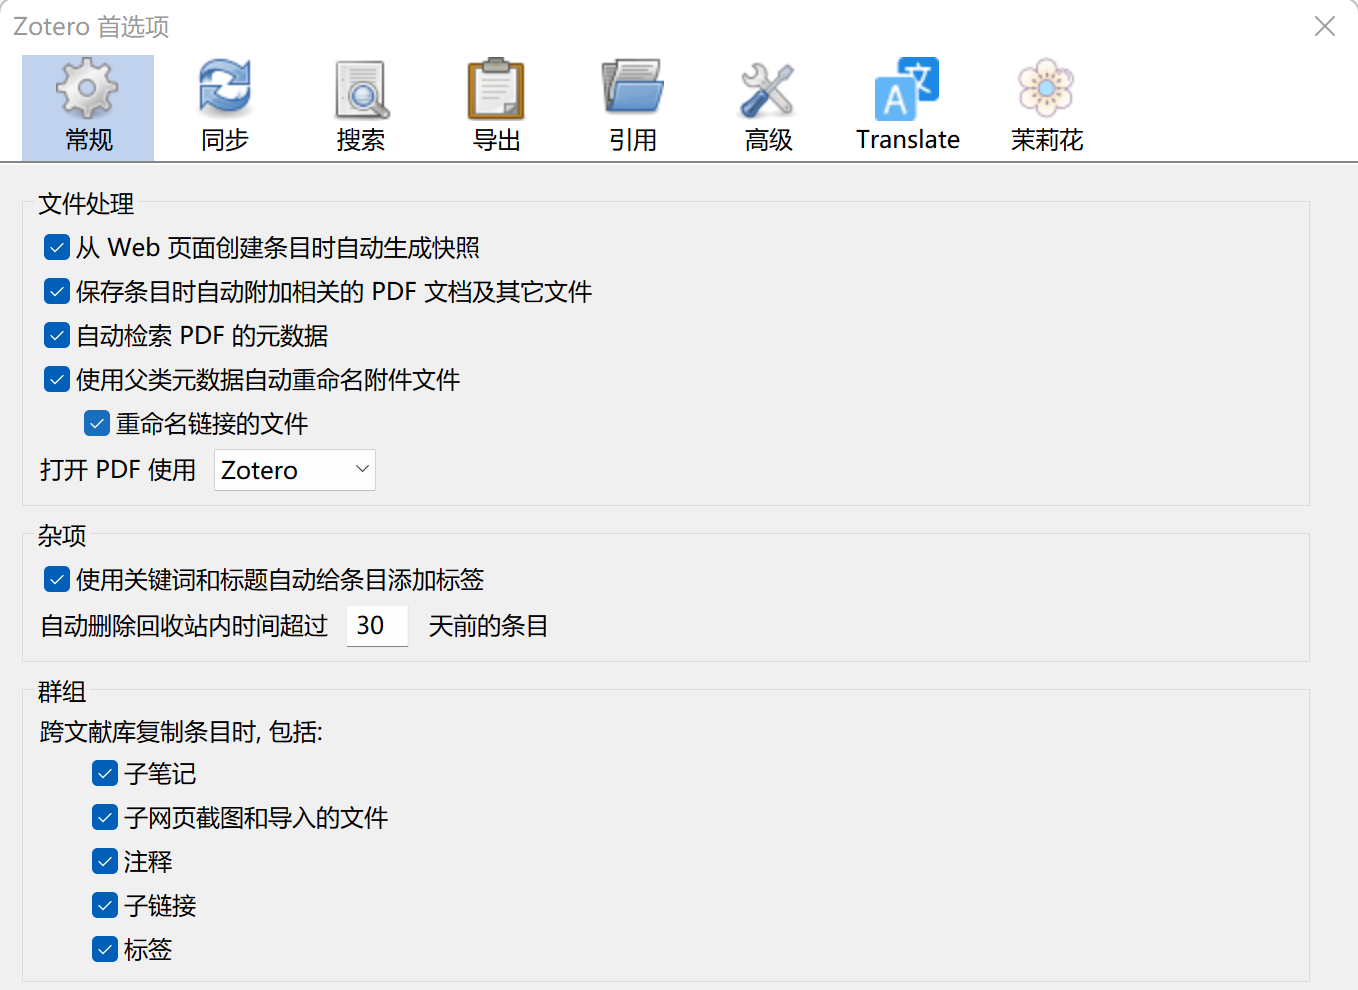 Zotero 首选项
常规 同步 搜索 导出 引用 高级 Translate 茉莉花
文件处理
从 Web 页面创建条目时自动生成快照
保存条目时自动附加相关的 PDF 文档及其它文件
自动检索 PDF 的元数据
使用父类元数据自动重命名附件文件
重命名链接的文件
打开 PDF 使用 Zotero
杂项
使用关键词和标题自动给条目添加标签
自动删除回收站内时间超过 30 天前的条目
群组
跨文献库复制条目时, 包括:
子笔记
子网页截图和导入的文件
注释
子链接
标签